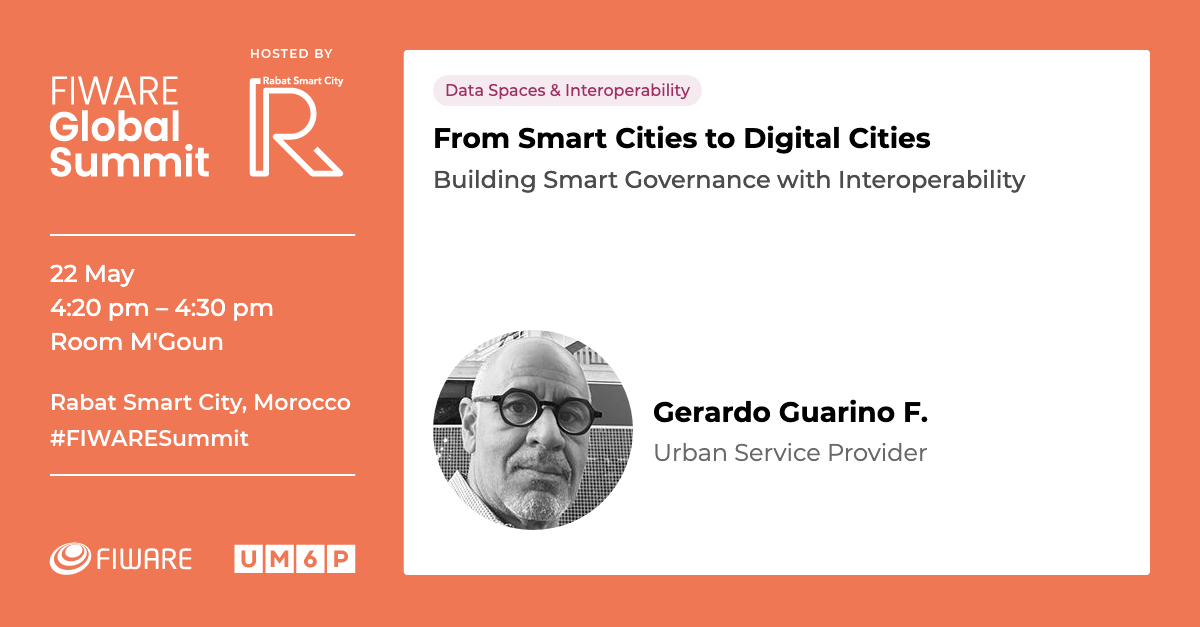 HOSTED BY
Rabat Smart City
R
FIWARE
Global
Summit
22 May
4:20 pm – 4:30 pm
Room M'Goun
Rabat Smart City, Morocco
#FIWARESummit
FIWARE
UM6P
Data Spaces & Interoperability
From Smart Cities to Digital Cities
Building Smart Governance with Interoperability
Gerardo Guarino F.
Urban Service Provider